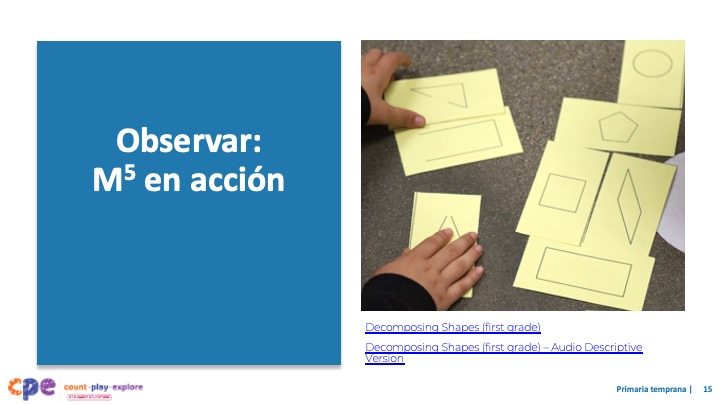 Observar:
M⁵ en acción
Decomposing Shapes (first grade)
Decomposing Shapes (first grade) – Audio Descriptive
Version
cpe
count·play·explore
Primaria temprana | 15